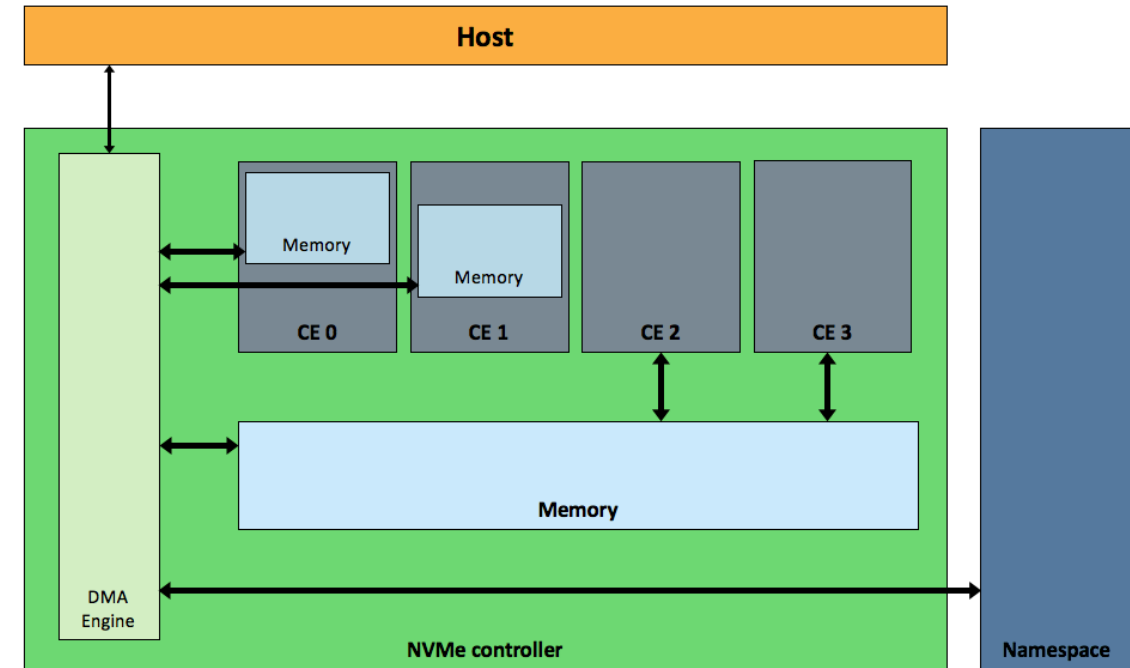 Host
Memory
Memory
CE 0
CE 1
CE 2
CE 3
Memory
DMA
Engine
NVMe controller
Namespace